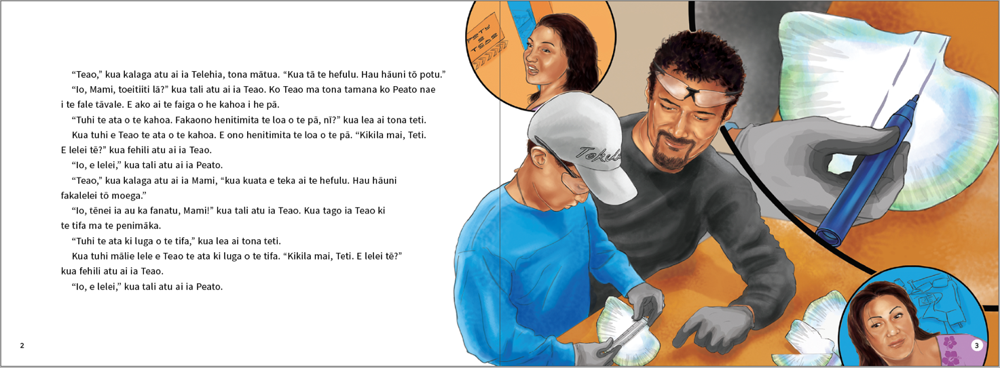 “Teao,” kua kalaga atu ai ia Telehia, tona mātua. “Kua tā te hefulu. Hau hāuni tō potu.”
“Io, Mami, toeitiiti lā?” kua tali atu ai ia Teao. Ko Teao ma tona tamana ko Peato nae
i te fale tāvale. E ako ai te faiga o he kahoa i he pā.
“Tuhi te ata o te kahoa. Fakaono henitimita te loa o te pā, nī?” kua lea ai tona teti.
Kua tuhi e Teao te ata o te kahoa. E ono henitimita te loa o te pā. “Kikila mai, Teti.
E lelei tē?” kua fehili atu ai ia Teao.
“Io, e lelei,” kua tali atu ai ia Peato.
“Teao,” kua kalaga atu ai ia Mami, “kua kuata e teka ai te hefulu. Hau hāuni
fakalelei tō moega.”
“Io, tēnei ia au ka fanatu, Mami!” kua tali atu ia Teao. Kua tago ia Teao ki
te tifa ma te penimāka.
“Tuhi te ata ki luga o te tifa,” kua lea ai tona teti.
Kua tuhi mālie lele e Teao te ata ki luga o te tifa. “Kikila mai, Teti. E lelei tē?”
kua fehili atu ai ia Teao.
“Io, e lelei,” kua tali atu ai ia Peato.
2
3